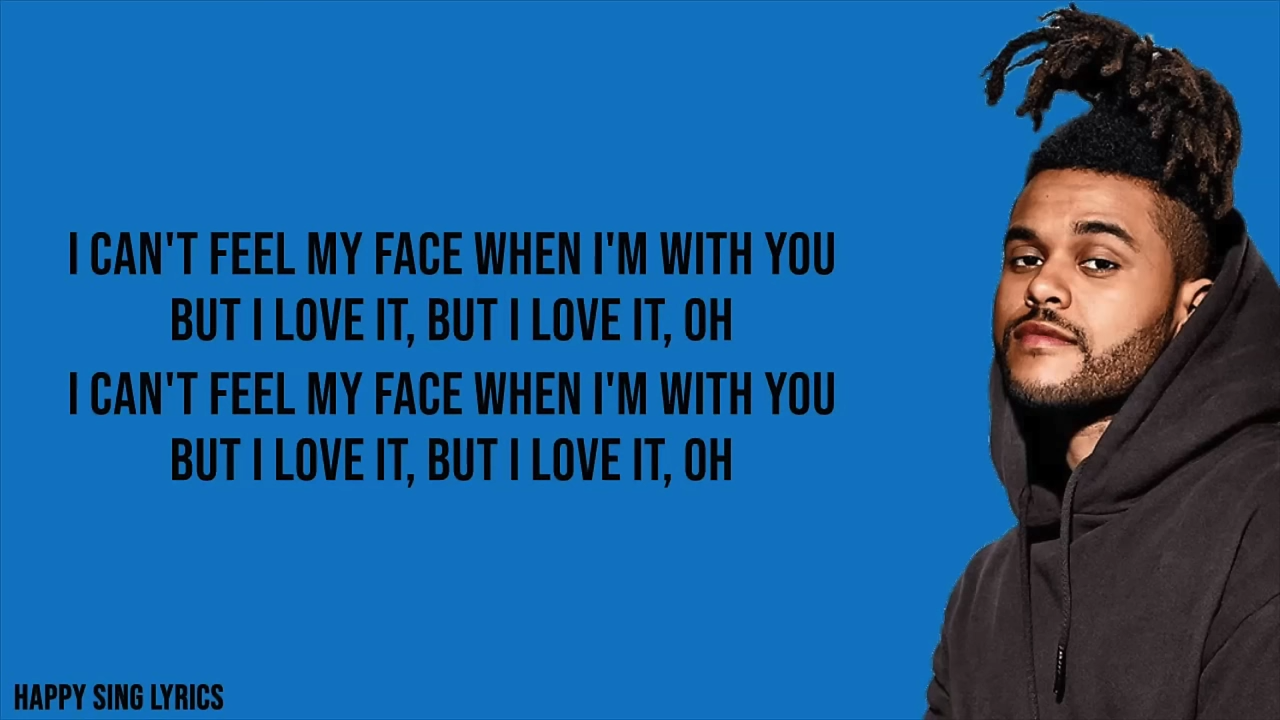 I CAN'T FEEL MY FACE WHEN I'M WITH YOU
BUT I LOVE IT, BUT I LOVE IT, OH
I CAN'T FEEL MY FACE WHEN I'M WITH YOU
BUT I LOVE IT, BUT I LOVE IT, OH
HAPPY SING LYRICS